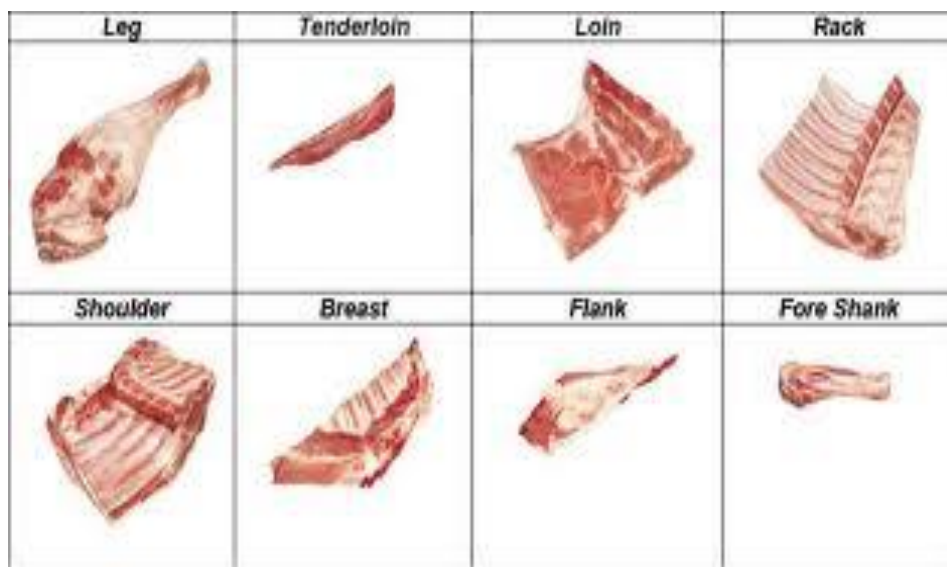 Leg
Tenderloin
Loin
Rack
Shoulder
Breast
Flank
Fore Shank